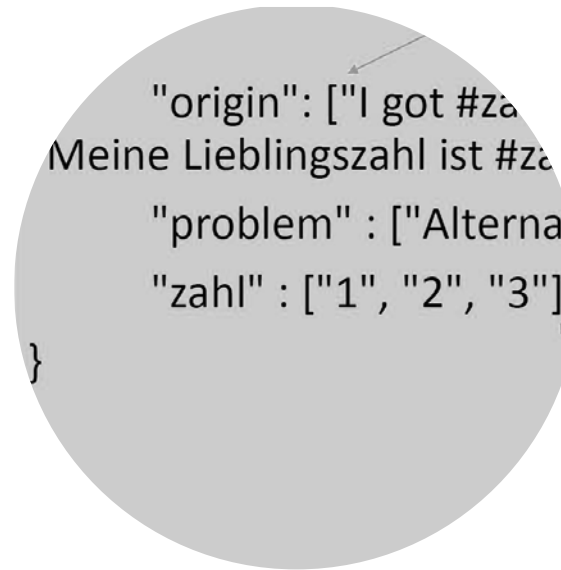 "origin": ["I got #za
Meine Lieblingszahl ist #za
"problem" : ["Alterna
"zahl" : ["1", "2", "3"]
}